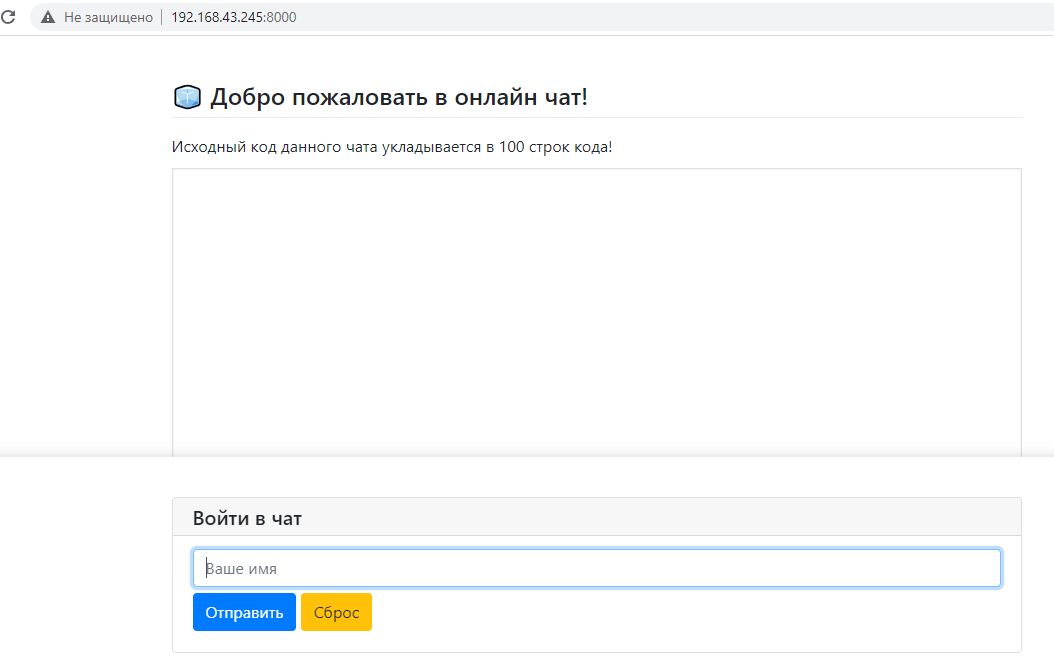 Не защищено 192.168.43.245:8000
🧊 Добро пожаловать в онлайн чат!
Исходный код данного чата укладывается в 100 строк кода!
Войти в чат
Ваше имя
Отправить Сброс